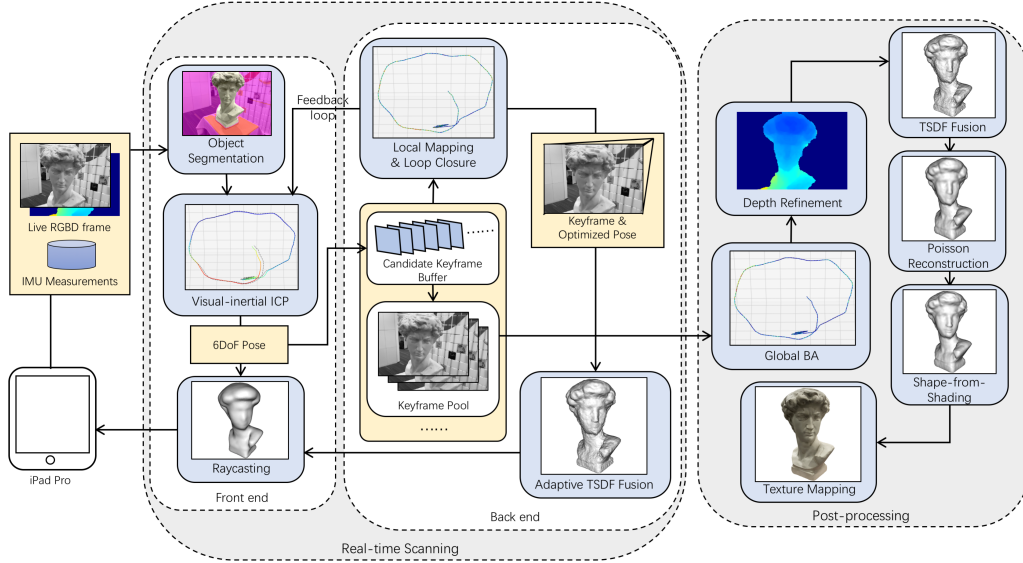 Live RGBD frame
IMU Measurements
iPad Pro
Object
Segmentation
Visual-inertial ICP
6DoF Pose
Raycasting
Front end
Feedback
loop
Local Mapping
& Loop Closure
Candidate Keyframe
Buffer
······
Keyframe Pool
······
Keyframe &
Optimized Pose
Adaptive TSDF Fusion
Back end
Real-time Scanning
Depth Refinement
Global BA
TSDF Fusion
Poisson
Reconstruction
Shape-from-
Shading
Texture Mapping
Post-processing